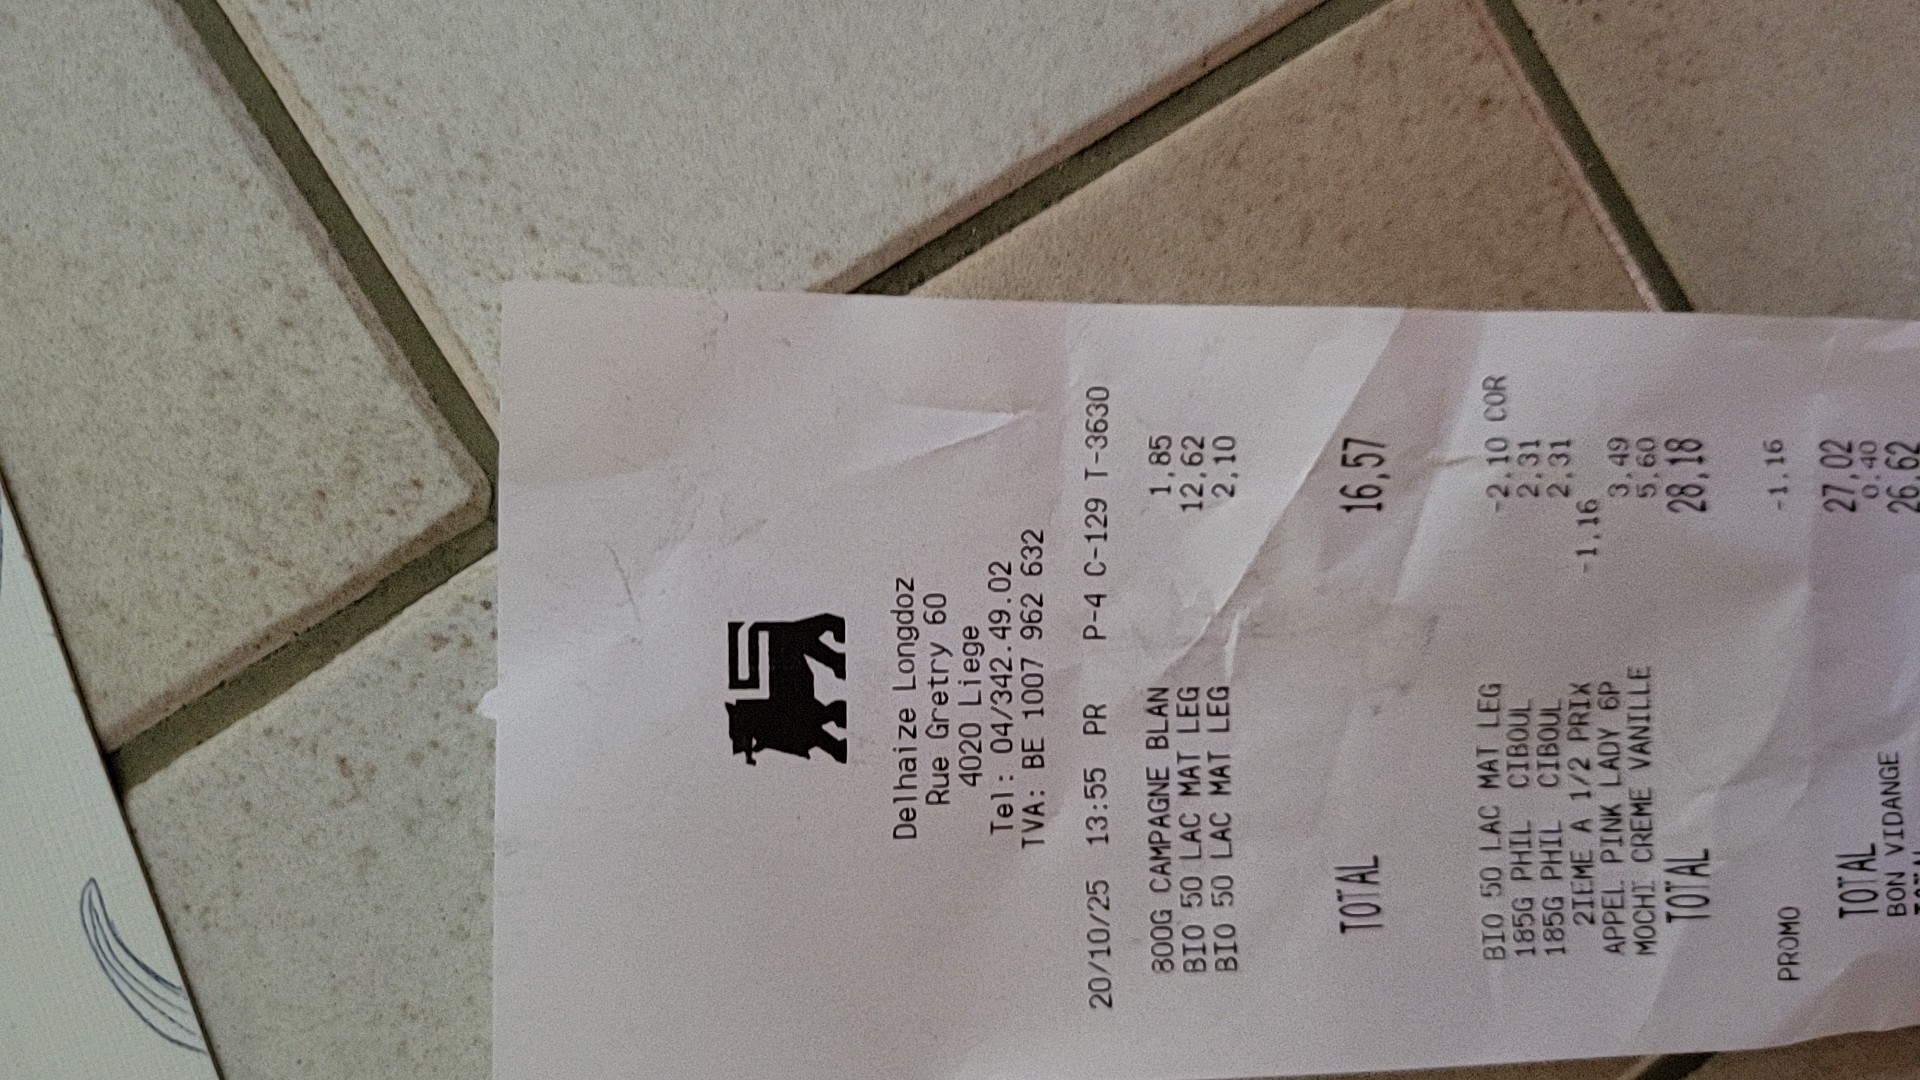 Delhaize Longdoz
Rue Gretry 60
4020 Liege
Tel: 04/342.49.02
TVA: BE 1007 962 632
20/10/25 13:55 PR P-4 C-129 T-3630
800G CAMPAGNE BLAN 1,85
BIO 50 LAC MAT LEG 12,62
BIO 50 LAC MAT LEG 2,10
TOTAL 16,57
BIO 50 LAC MAT LEG -2,10 COR
185G PHIL CIBOUL 2,31
185G PHIL CIBOUL 2,31
2IEME A 1/2 PRIX -1,16
APPEL PINK LADY 6P 3,49
MOCHI CREME VANILLE 5,60
TOTAL 28,18
PROMO -1,16
TOTAL 27,02
BON VIDANGE 0,40
26,62